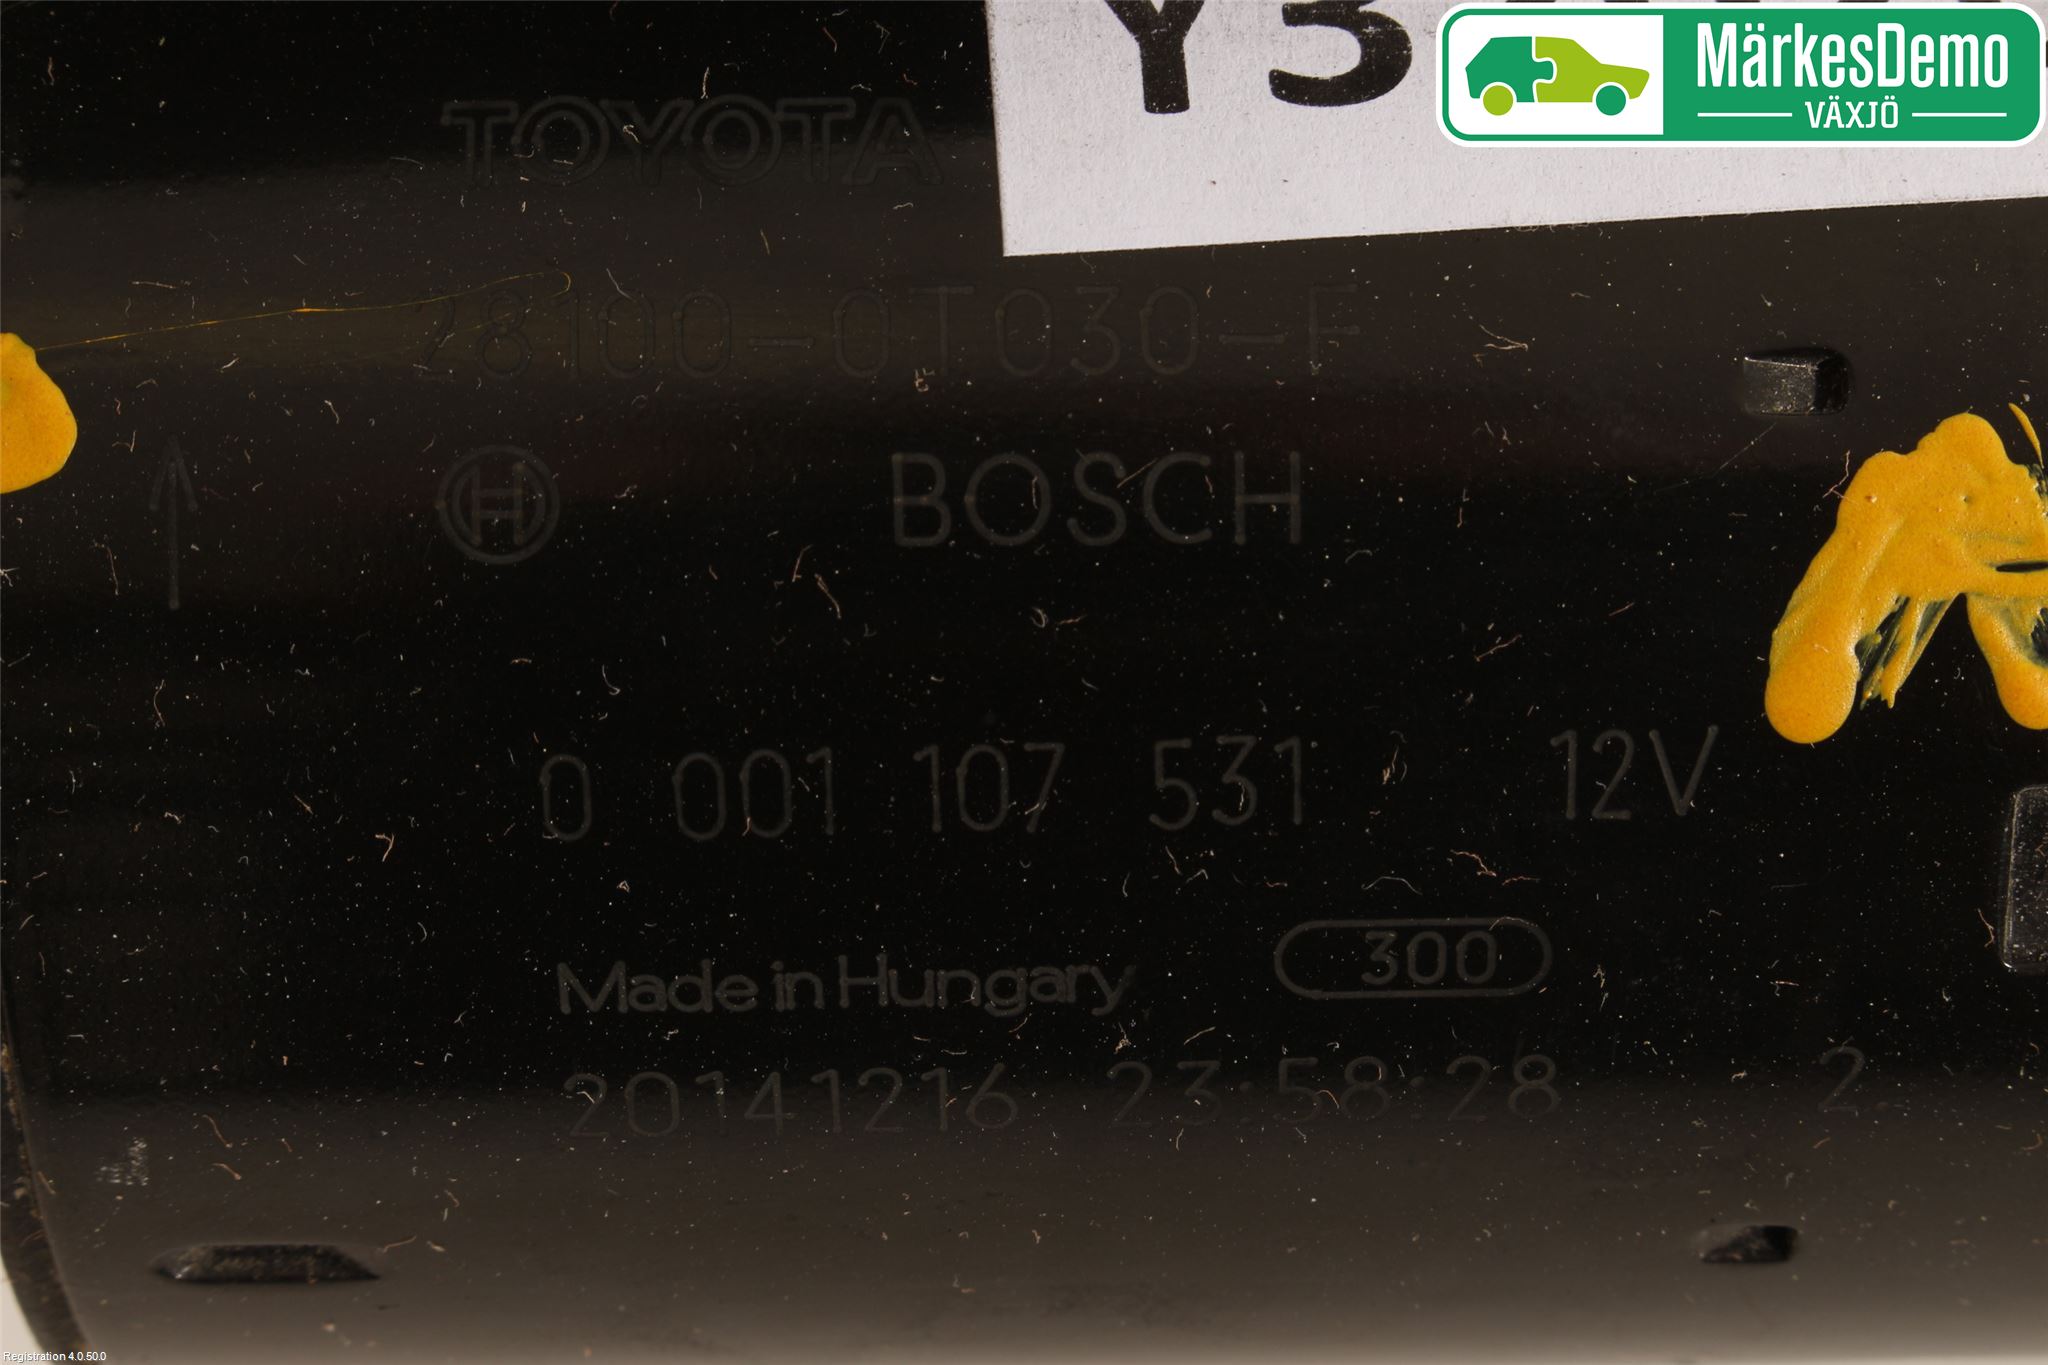 Y3
MärkesDemo
VÄXJÖ
TOYOTA
28100-0T030-F
BOSCH
0 001 107 531 12V
Made in Hungary 300
20141216 23:58:28 2.
Registration 4.0.50.0